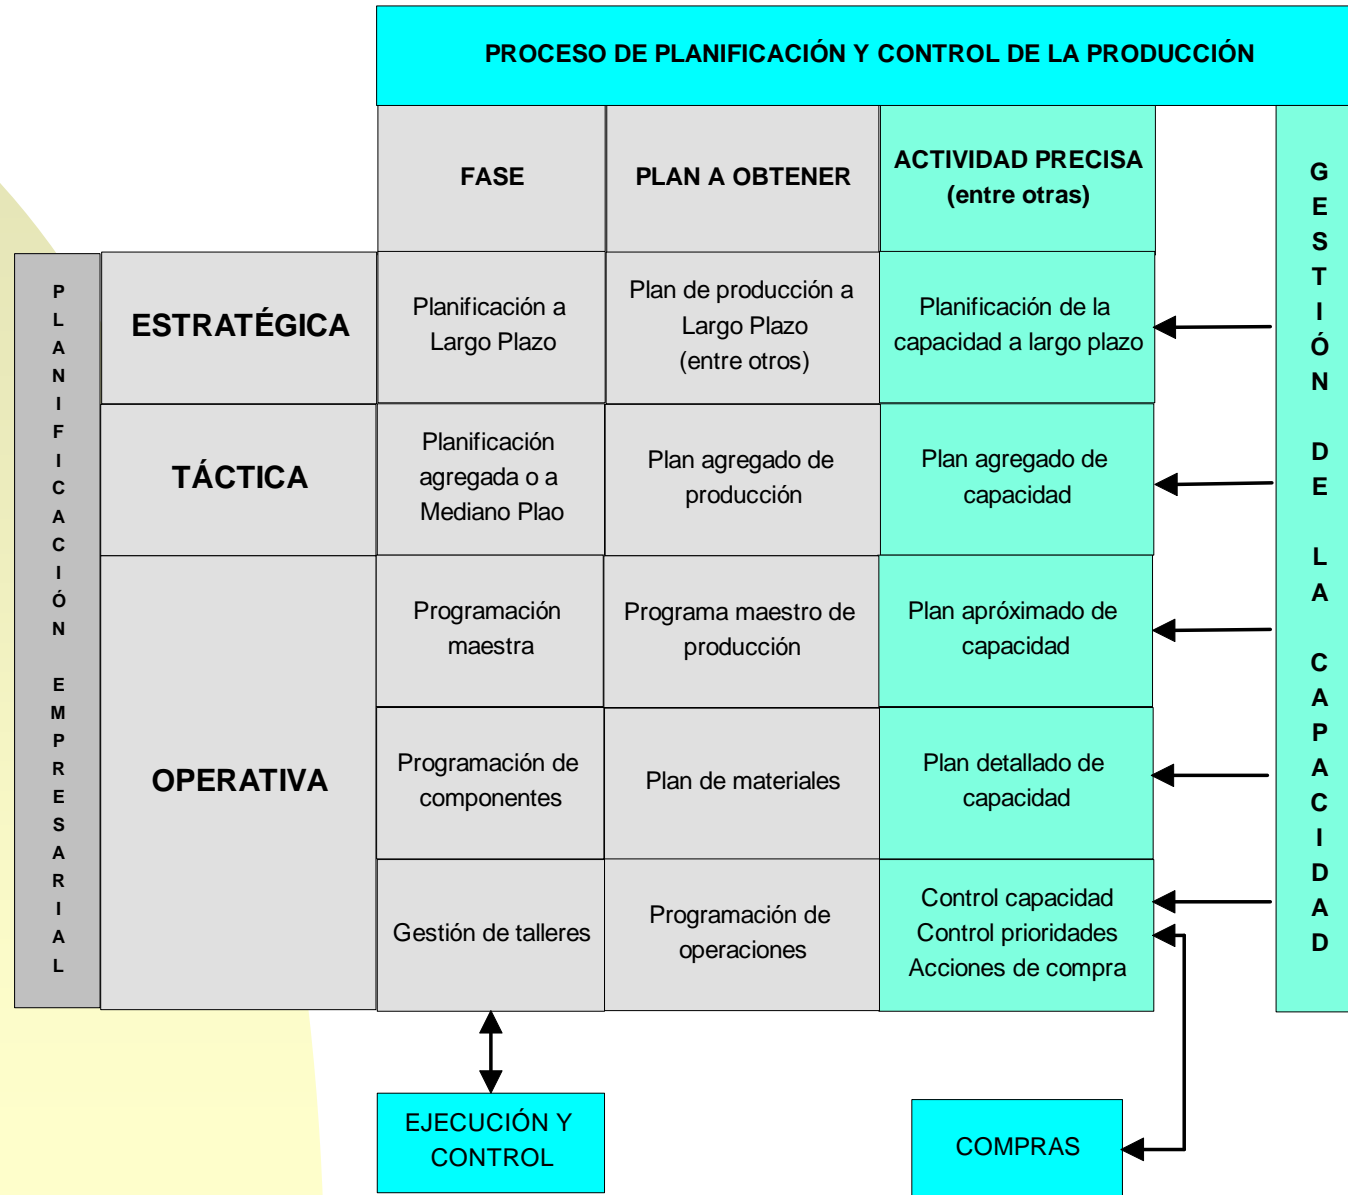 PROCESO DE PLANIFICACIÓN Y CONTROL DE LA PRODUCCIÓN
FASE
PLAN A OBTENER
ACTIVIDAD PRECISA
(entre otras)
GESTIÓN DE LA CAPACIDAD
PLANIFICACIÓN EMPRESARIAL
ESTRATÉGICA
Planificación a
Largo Plazo
Plan de producción a
Largo Plazo
(entre otros)
Planificación de la
capacidad a largo plazo
TÁCTICA
Planificación
agregada o a
Mediano Plao
Plan agregado de
producción
Plan agregado de
capacidad
OPERATIVA
Programación
maestra
Programa maestro de
producción
Plan apróximado de
capacidad
Programación de
componentes
Plan de materiales
Plan detallado de
capacidad
Gestión de talleres
Programación de
operaciones
Control capacidad
Control prioridades
Acciones de compra
EJECUCIÓN Y
CONTROL
COMPRAS